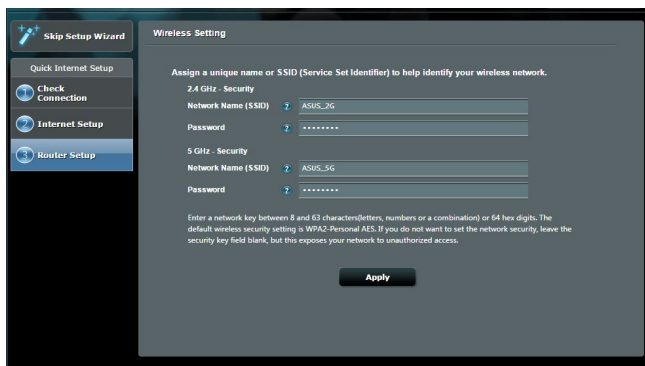 Skip Setup Wizard
Quick Internet Setup
1 Check
Connection
2 Internet Setup
3 Router Setup
Wireless Setting
Assign a unique name or SSID (Service Set Identifier) to help identify your wireless network.
2.4 GHz - Security
Network Name (SSID) ? ASUS_2G
Password ? ••••••••
5 GHz - Security
Network Name (SSID) ? ASUS_5G
Password ? ••••••••
Enter a network key between 8 and 63 characters(letters, numbers or a combination) or 64 hex digits. The
default wireless security setting is WPA2-Personal AES. If you do not want to set the network security, leave the
security key field blank, but this exposes your network to unauthorized access.
Apply